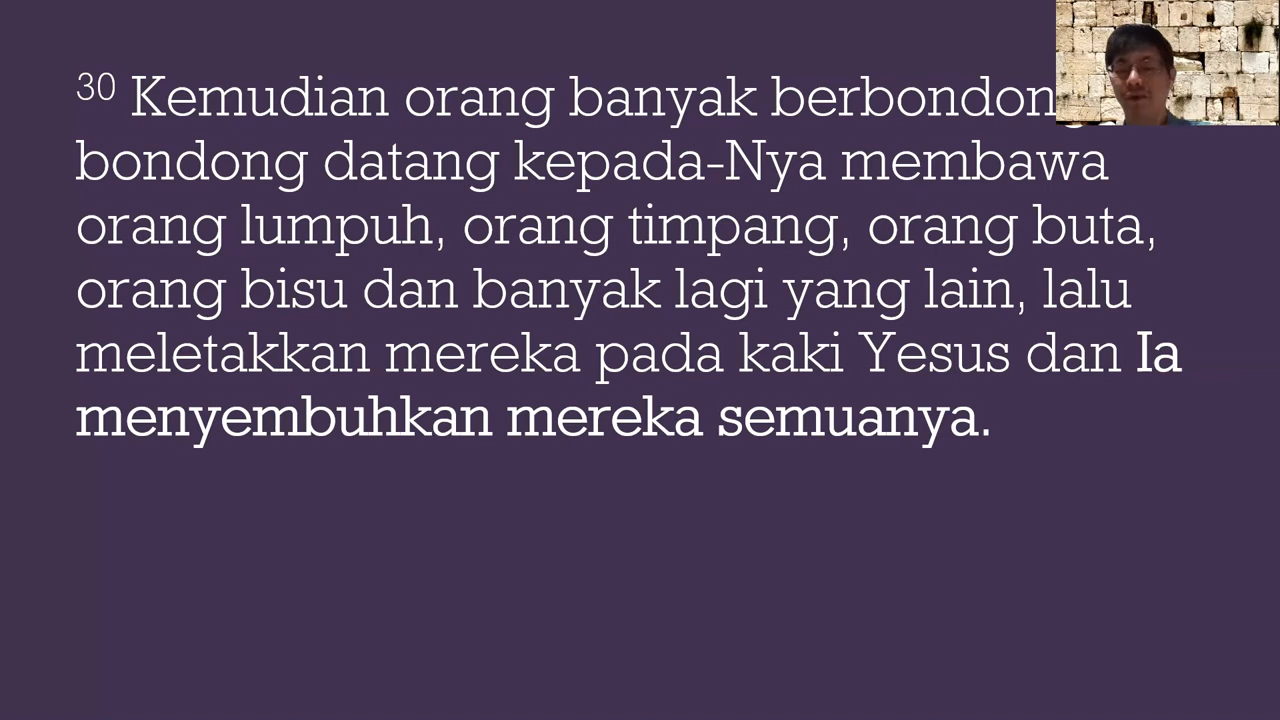 30 Kemudian orang banyak berbondong
bondong datang kepada-Nya membawa
orang lumpuh, orang timpang, orang buta,
orang bisu dan banyak lagi yang lain, lalu
meletakkan mereka pada kaki Yesus dan Ia
menyembuhkan mereka semuanya.